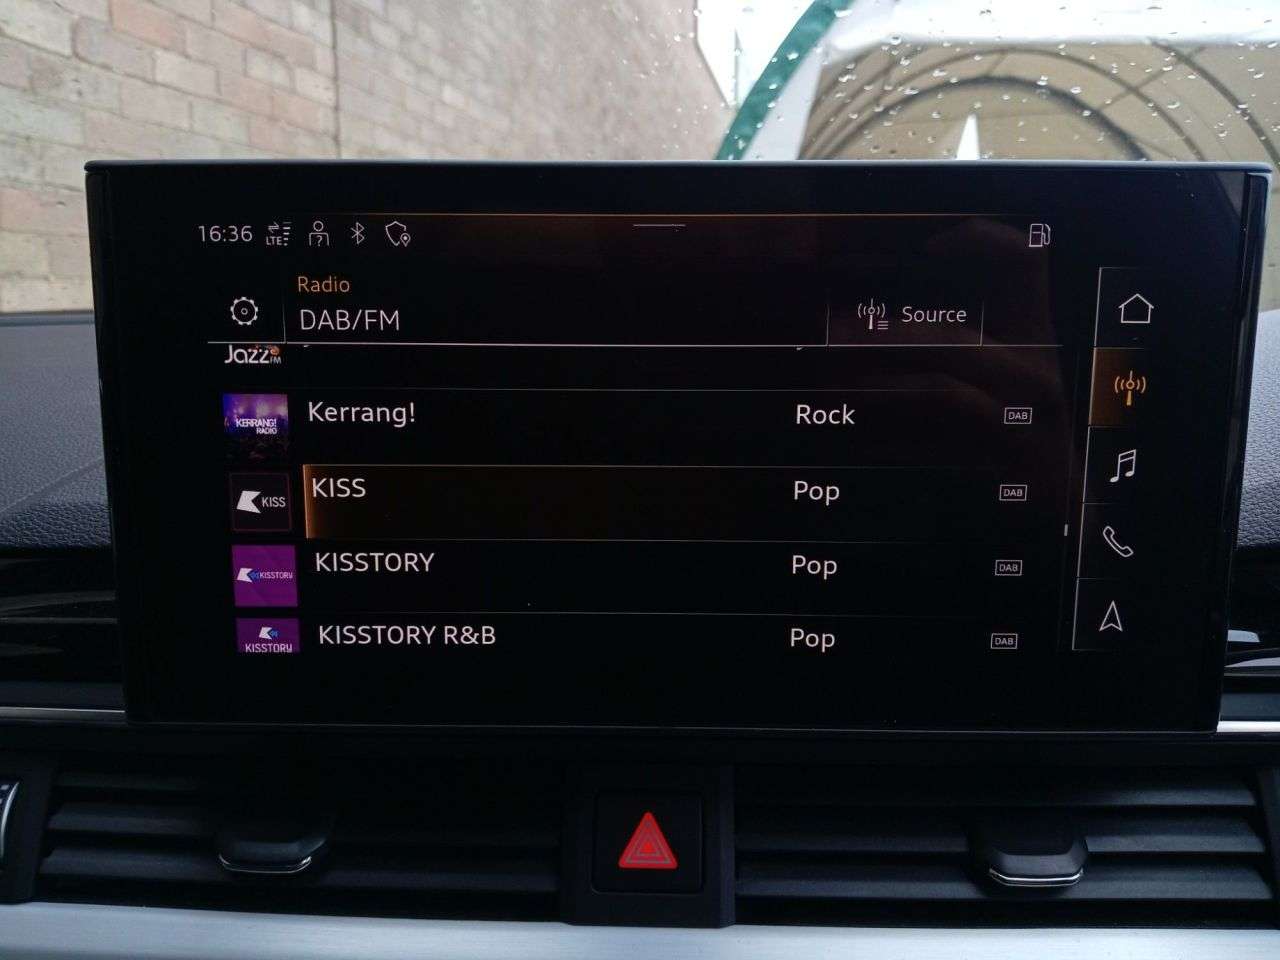 16:36 LTE
Radio
DAB/FM
Source
Jazz FM
KERRANG! RADIO
Kerrang!
Rock
DAB
KISS
KISS
Pop
DAB
KISSTORY
KISSTORY
Pop
DAB
KISSTORY
KISSTORY R&B
Pop
DAB